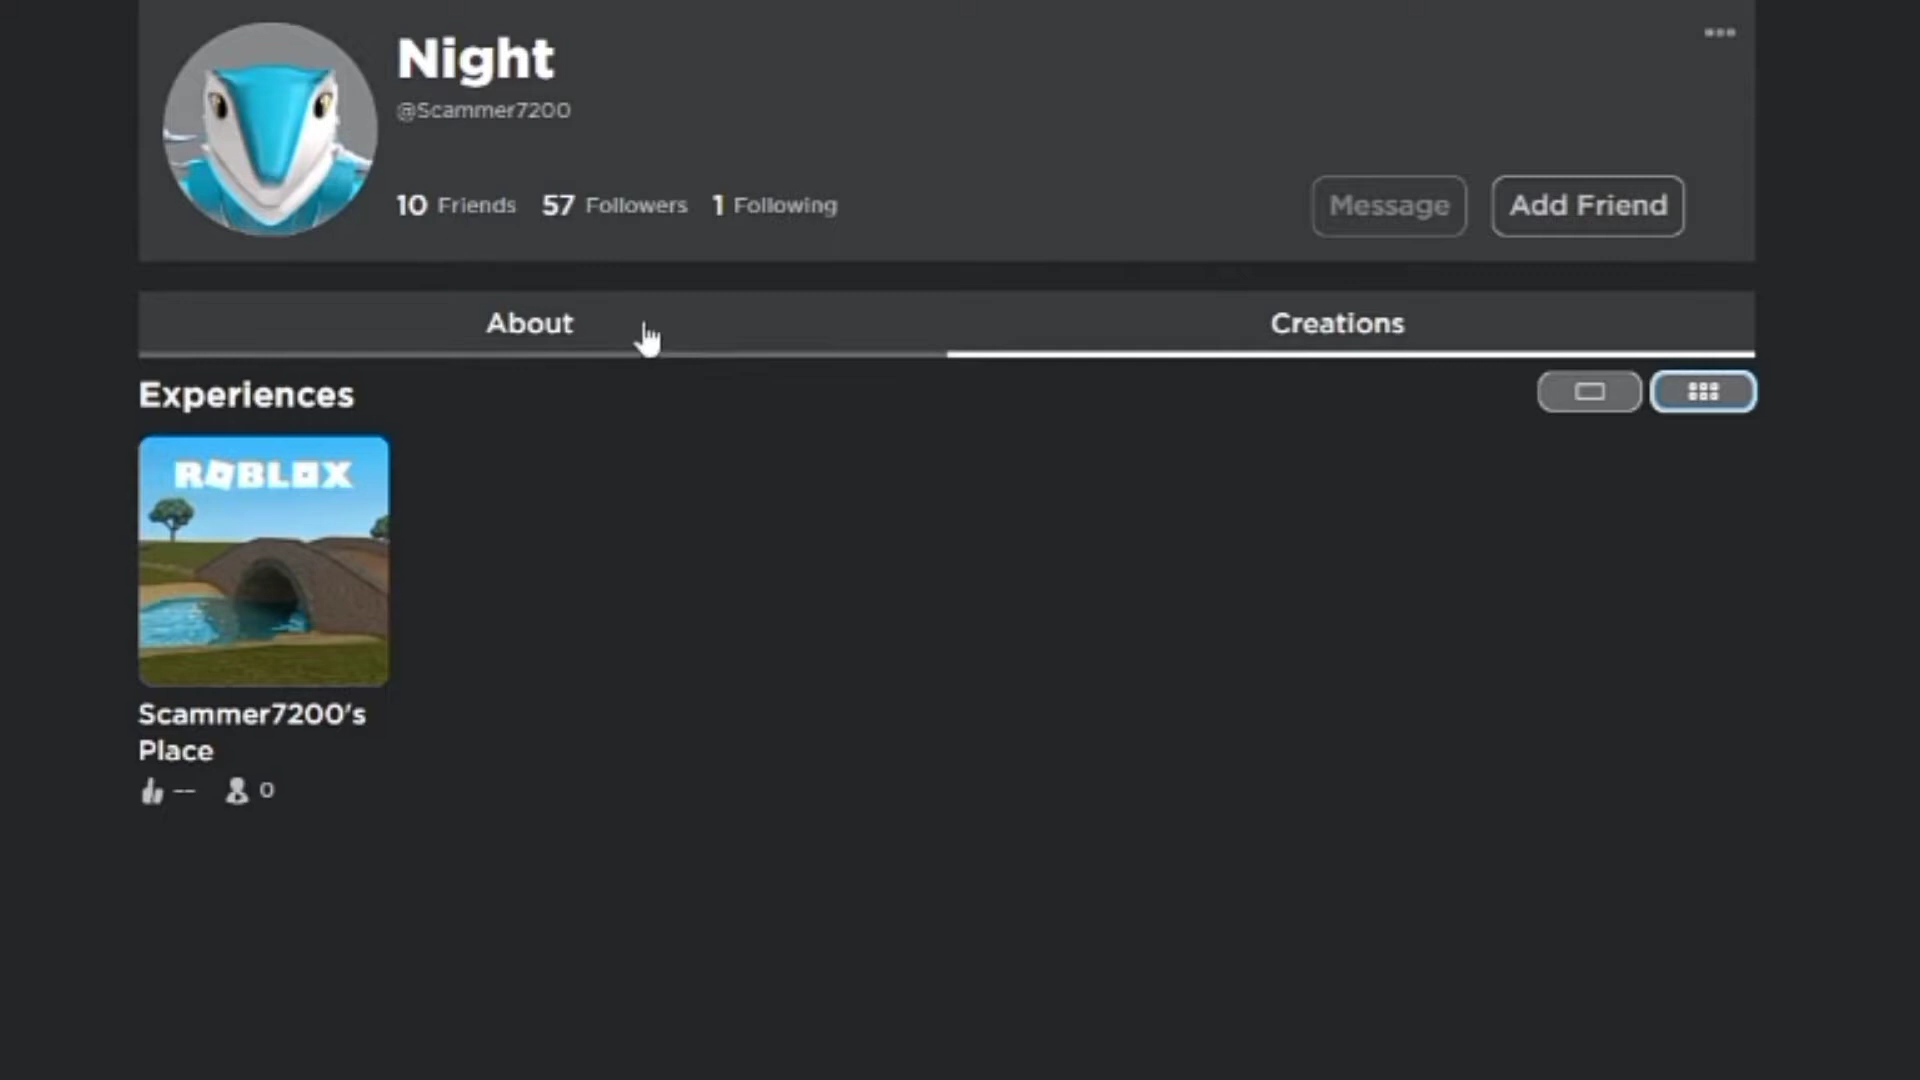 Night
@Scammer7200
10 Friends 57 Followers 1 Following
Message Add Friend
About Creations
Experiences
ROBLOX
Scammer7200's
Place
-- 0